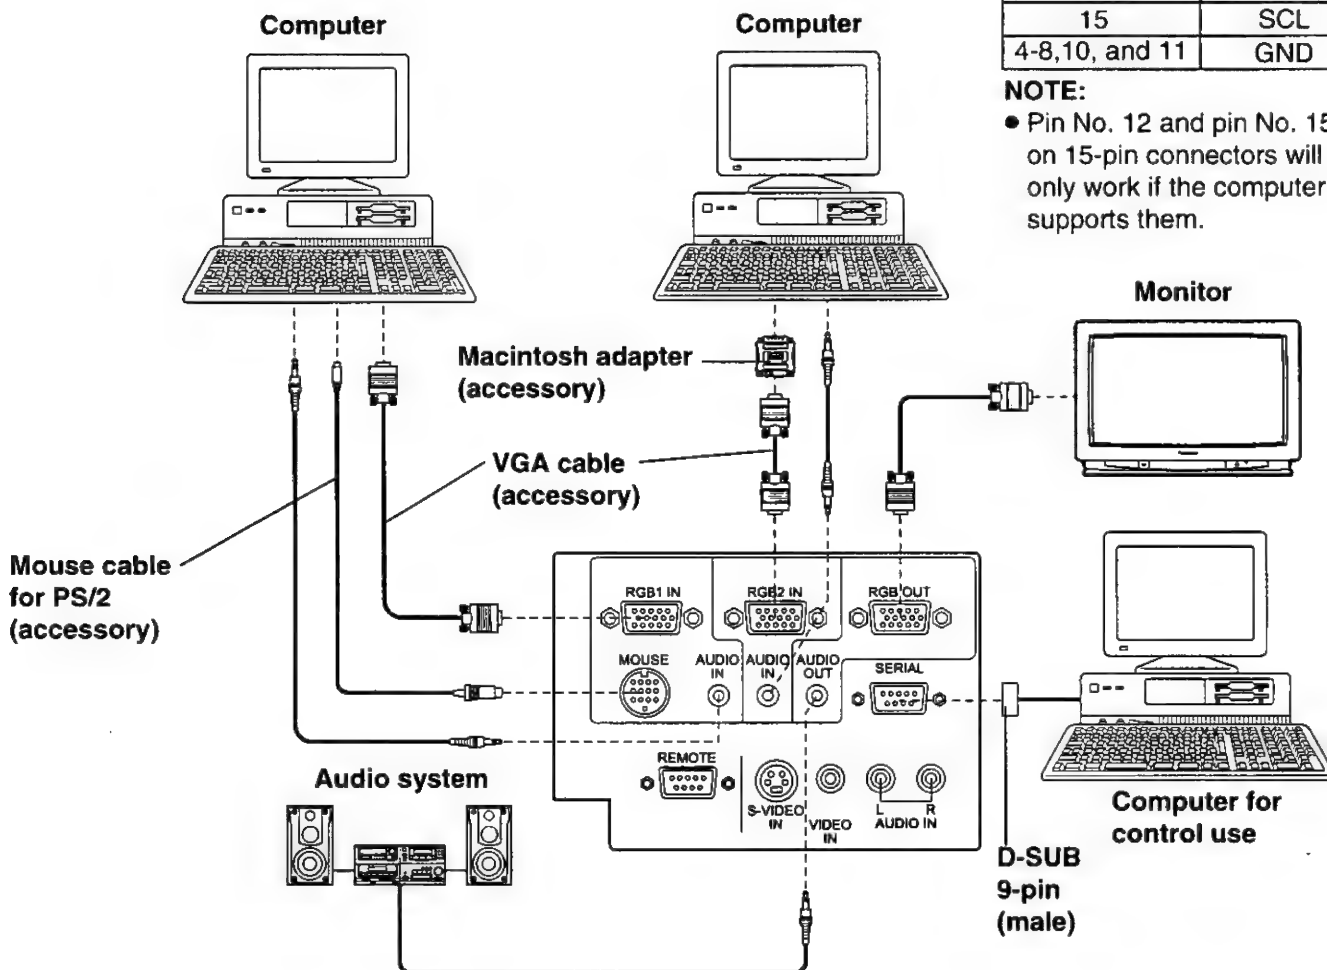 Computer
Computer
15 SCL
4-8,10, and 11 GND
NOTE:
● Pin No. 12 and pin No. 15
on 15-pin connectors will
only work if the computer
supports them.
Monitor
Macintosh adapter
(accessory)
VGA cable
(accessory)
Mouse cable
for PS/2
(accessory)
RGB1 IN
RGB2 IN
RGB OUT
MOUSE
AUDIO
IN
AUDIO
IN
AUDIO
OUT
SERIAL
REMOTE
S-VIDEO
IN
VIDEO
IN
L R
AUDIO IN
Audio system
Computer for
control use
D-SUB
9-pin
(male)